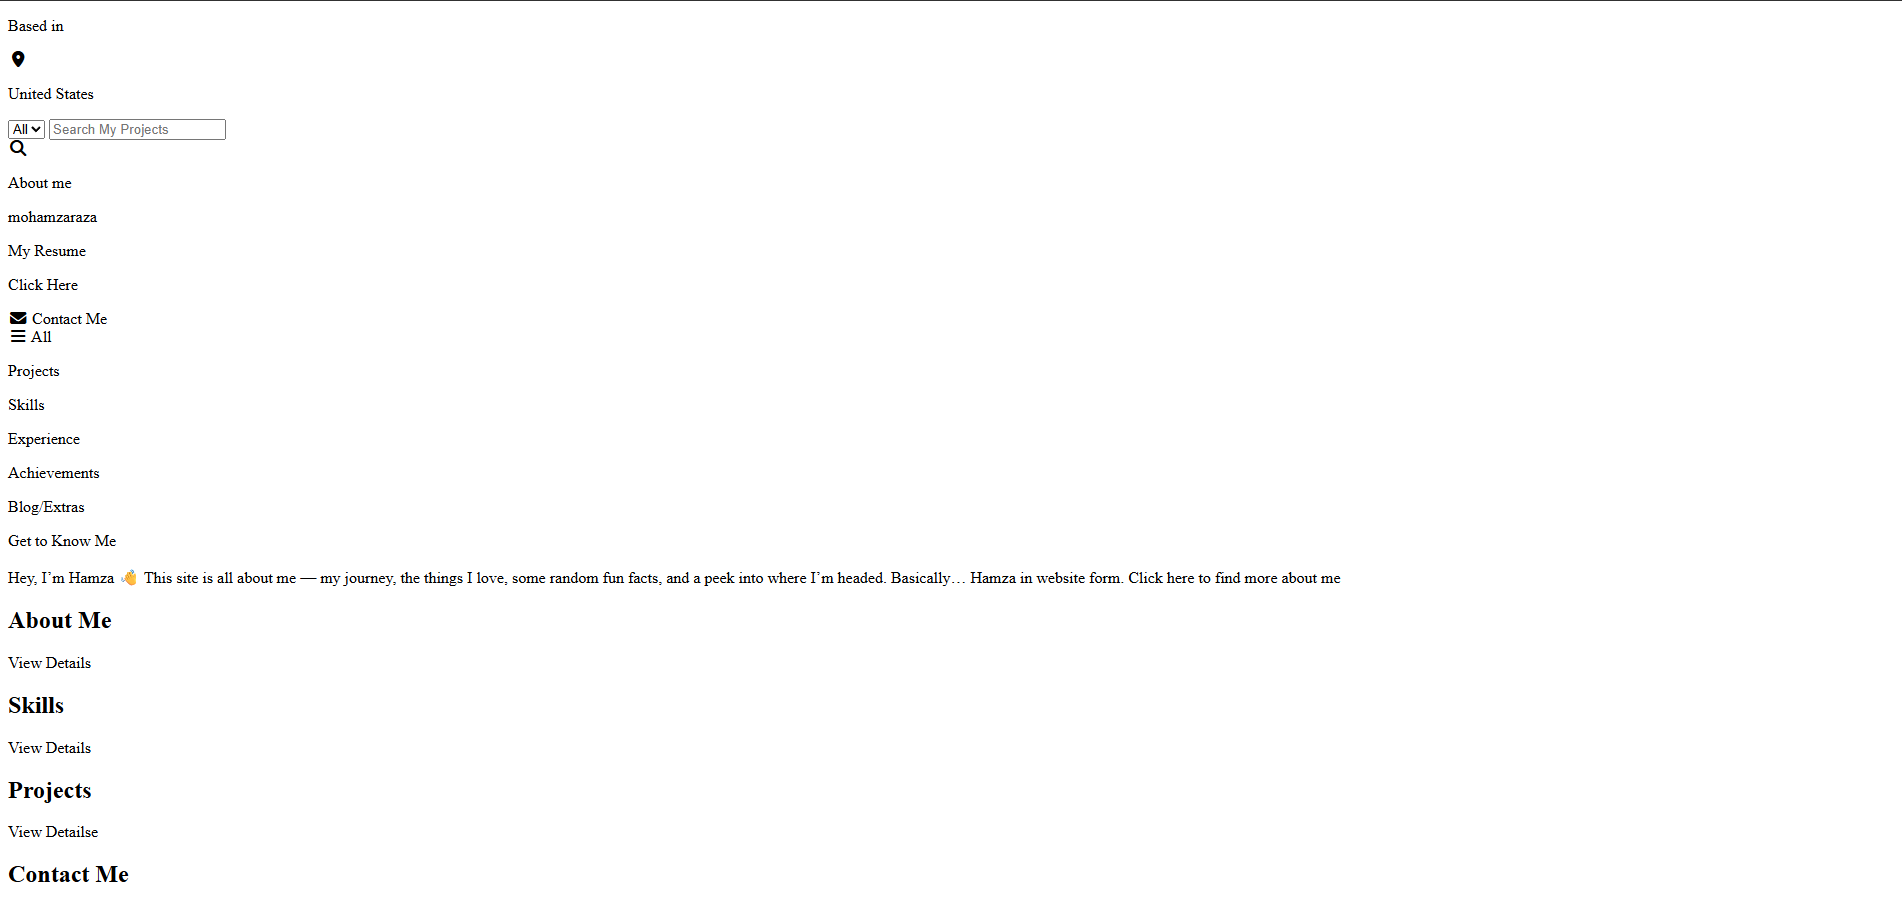 Based in
United States
All Search My Projects
About me
mohamzaraza
My Resume
Click Here
Contact Me
All
Projects
Skills
Experience
Achievements
Blog/Extras
Get to Know Me
Hey, I’m Hamza 👋 This site is all about me — my journey, the things I love, some random fun facts, and a peek into where I’m headed. Basically… Hamza in website form. Click here to find more about me
About Me
View Details
Skills
View Details
Projects
View Detailse
Contact Me